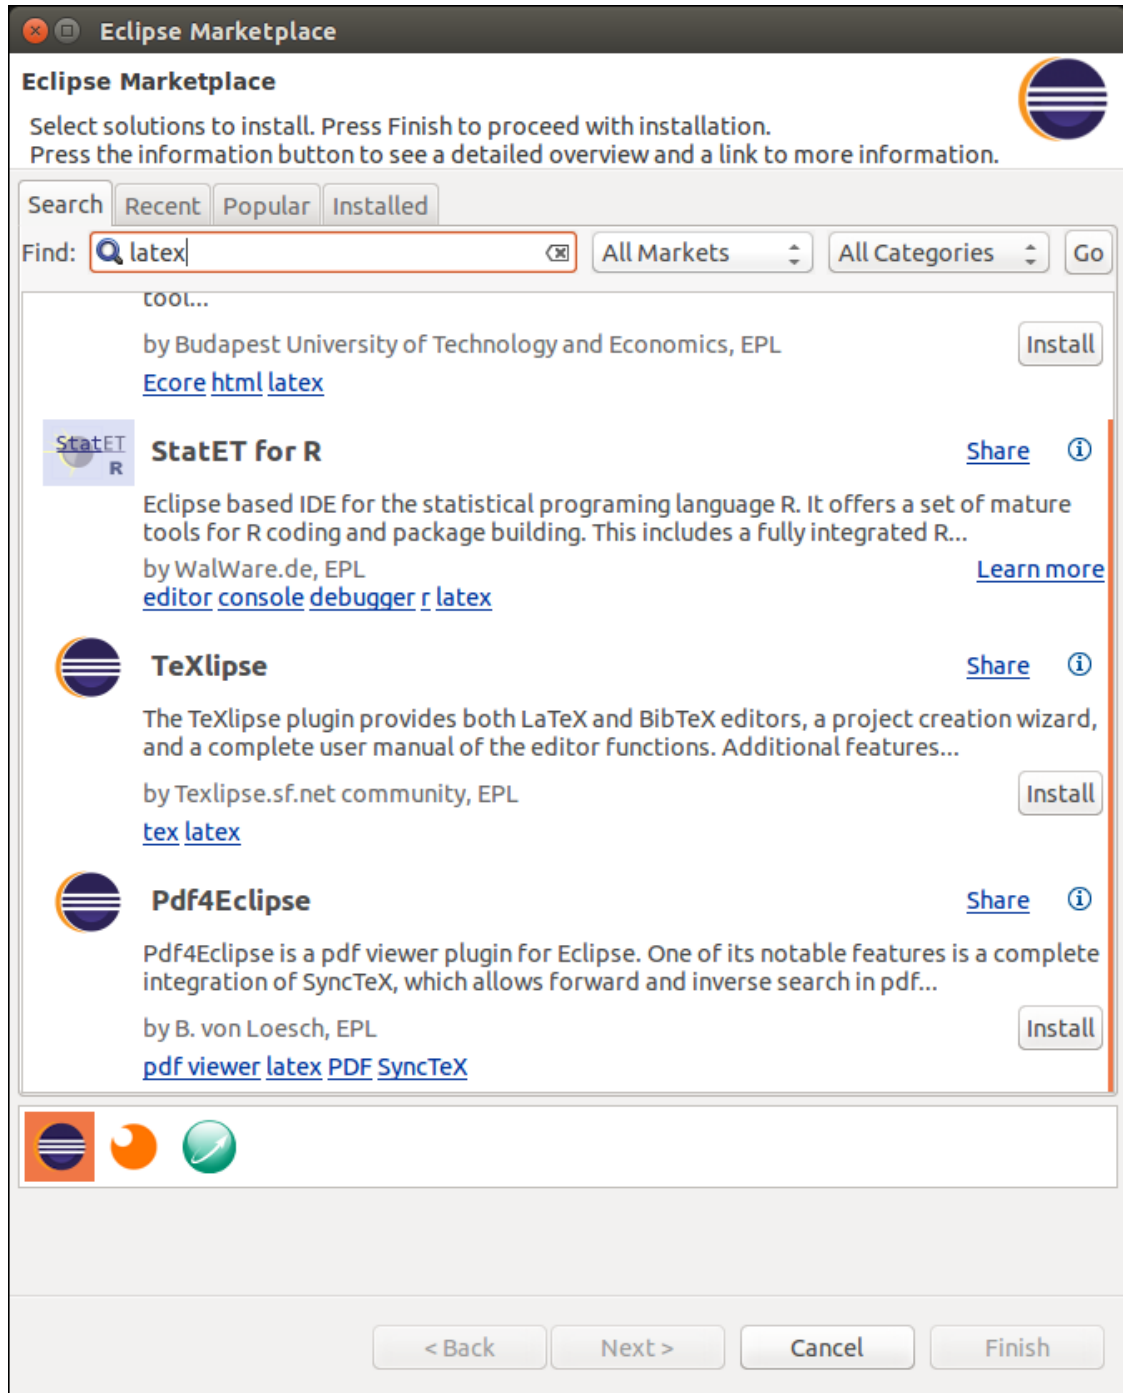 Eclipse Marketplace
Eclipse Marketplace
Select solutions to install. Press Finish to proceed with installation.
Press the information button to see a detailed overview and a link to more information.
Search Recent Popular Installed
Find: latex All Markets All Categories Go
tool...
by Budapest University of Technology and Economics, EPL Install
Ecore html latex
StatET R StatET for R Share
Eclipse based IDE for the statistical programing language R. It offers a set of mature
tools for R coding and package building. This includes a fully integrated R...
by WalWare.de, EPL Learn more
editor console debugger r latex
TeXlipse Share
The TeXlipse plugin provides both LaTeX and BibTeX editors, a project creation wizard,
and a complete user manual of the editor functions. Additional features...
by Texlipse.sf.net community, EPL Install
tex latex
Pdf4Eclipse Share
Pdf4Eclipse is a pdf viewer plugin for Eclipse. One of its notable features is a complete
integration of SyncTeX, which allows forward and inverse search in pdf...
by B. von Loesch, EPL Install
pdf viewer latex PDF SyncTeX
< Back Next > Cancel Finish